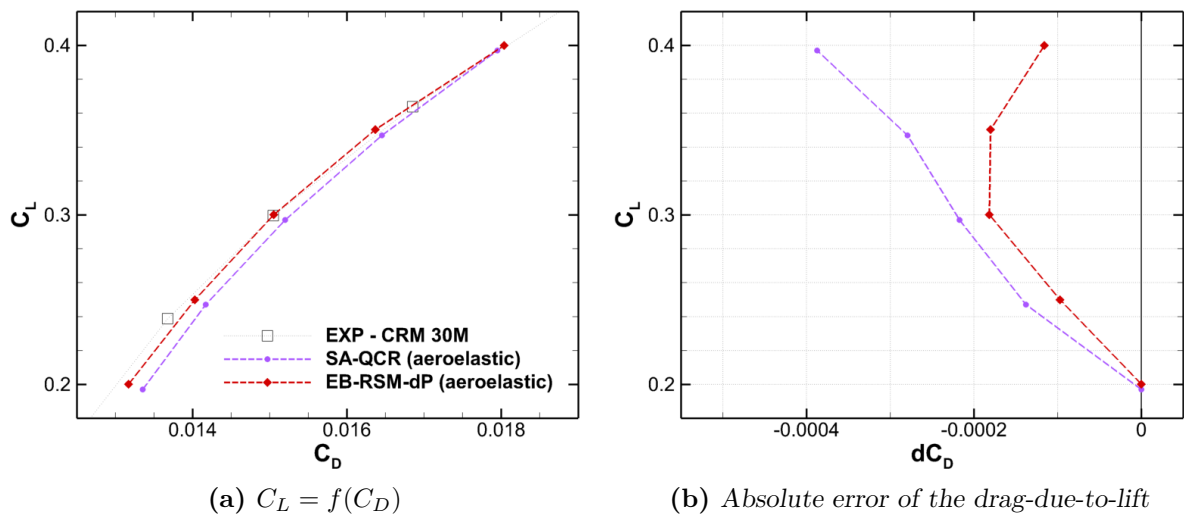 0.4
0.3
0.2
C_L
0.014
0.016
0.018
C_D
EXP - CRM 30M
SA-QCR (aeroelastic)
EB-RSM-dP (aeroelastic)
(a) C_L = f(C_D)
0.4
0.3
0.2
C_L
-0.0004
-0.0002
0
dC_D
(b) Absolute error of the drag-due-to-lift